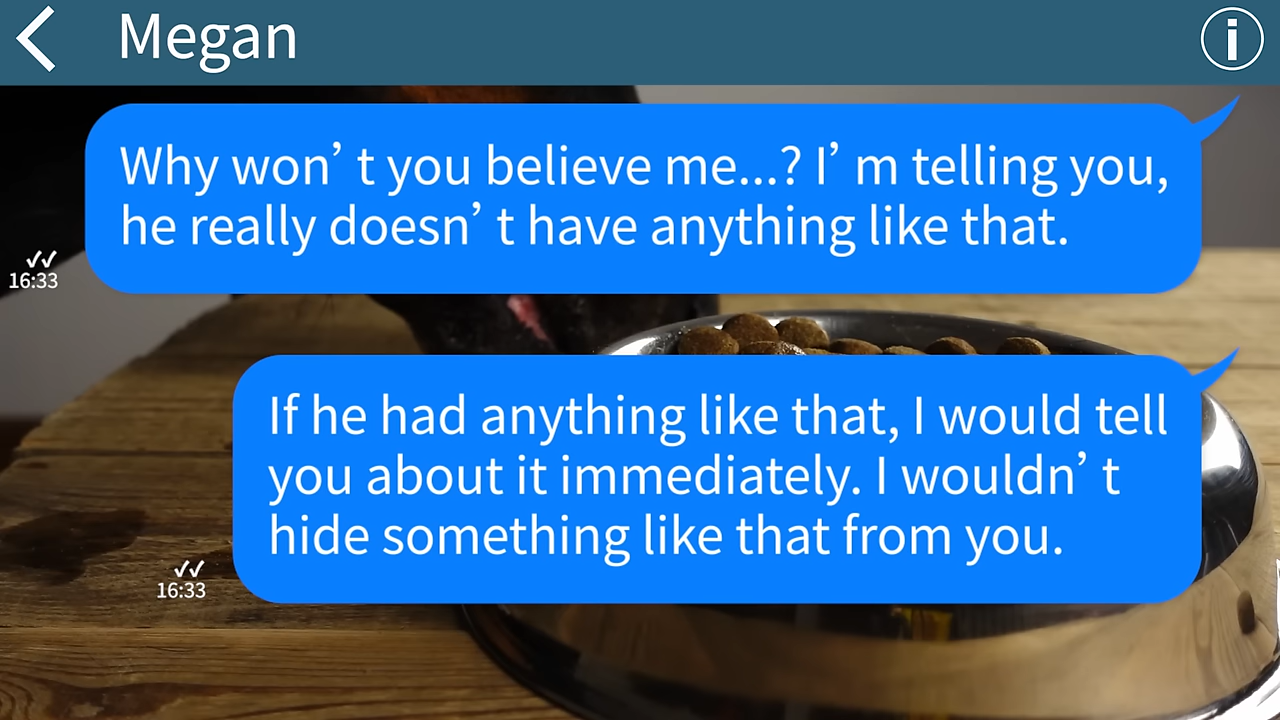 Megan
Why won’t you believe me...? I’m telling you,
he really doesn’t have anything like that.
16:33
If he had anything like that, I would tell
you about it immediately. I wouldn’t
hide something like that from you.
16:33